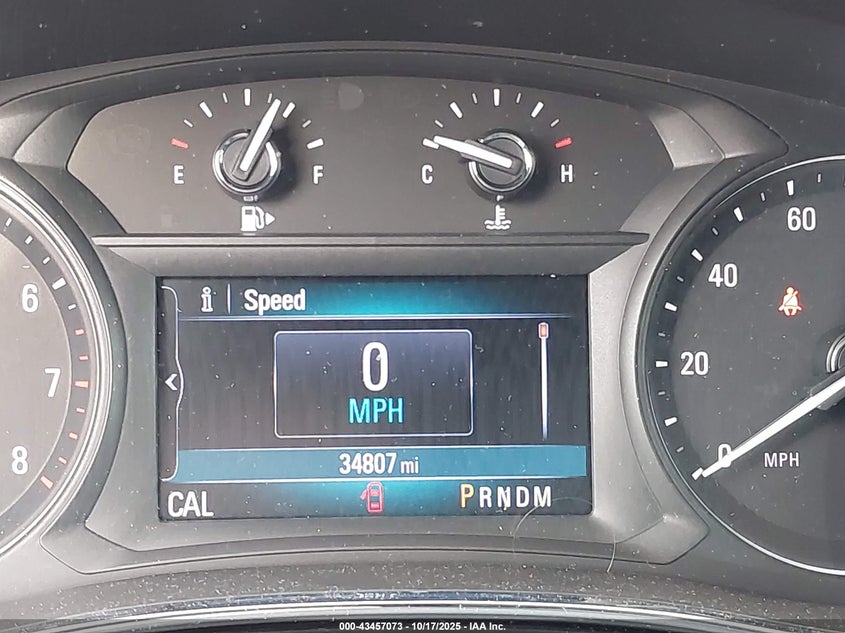 E F
C H
6
7
8
i Speed
0
MPH
34807 mi
CAL
PRNDM
60
40
20
0
MPH
000-43457073 - 10/17/2025 - IAA Inc.